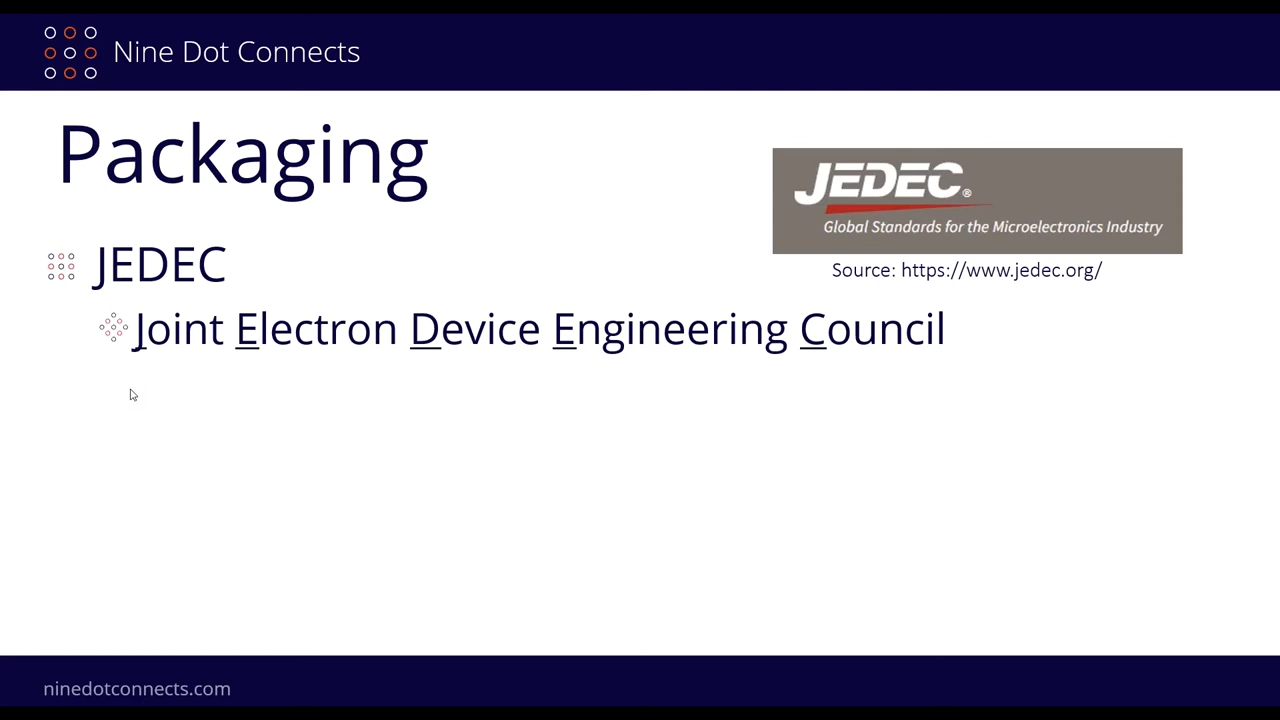 Nine Dot Connects
Packaging
JEDEC®
Global Standards for the Microelectronics Industry
Source: https://www.jedec.org/
JEDEC
Joint Electron Device Engineering Council
ninedotconnects.com